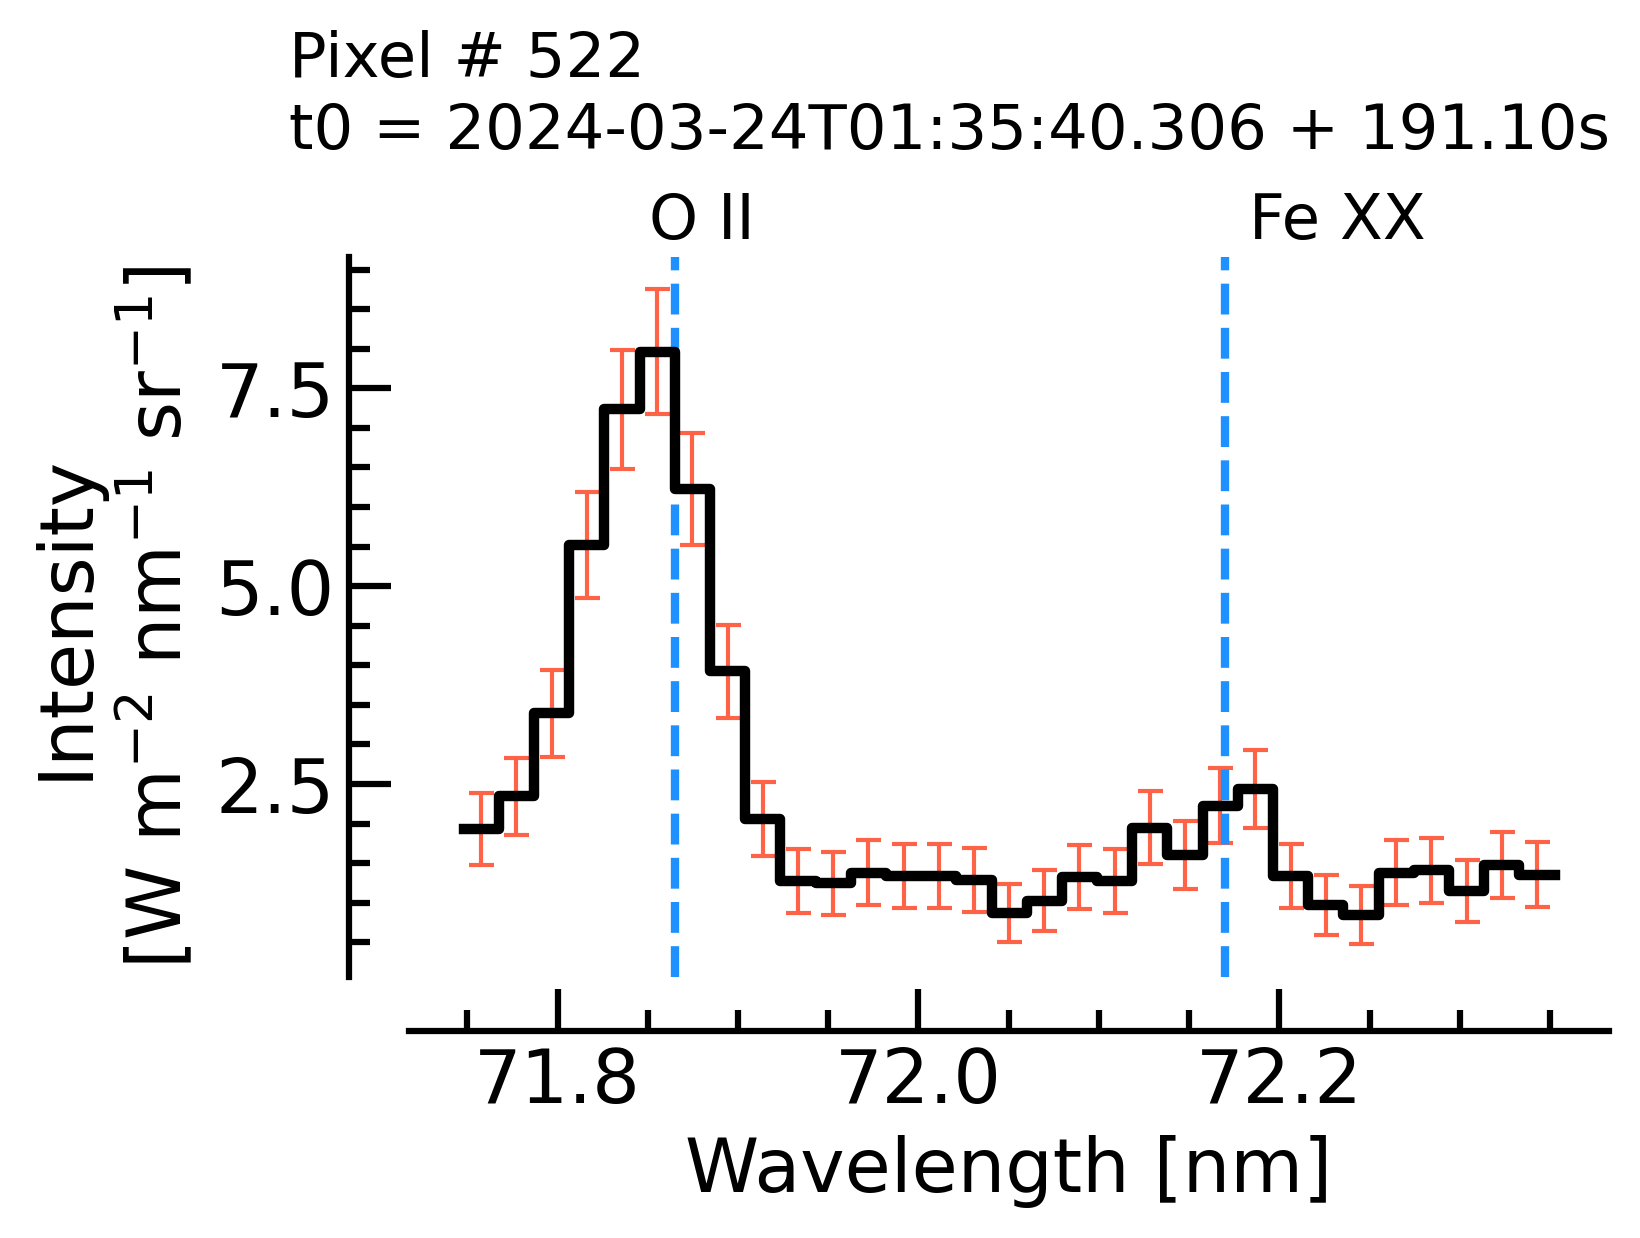 Pixel # 522
t0 = 2024-03-24T01:35:40.306 + 191.10s
O II
Fe XX
Intensity
[W m⁻² nm⁻¹ sr⁻¹]
7.5
5.0
2.5
71.8
72.0
72.2
Wavelength [nm]